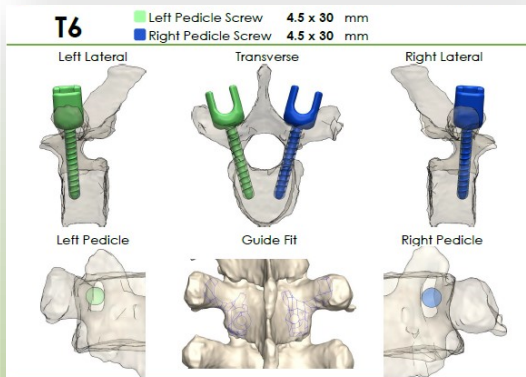 T6
Left Pedicle Screw 4.5 x 30 mm
Right Pedicle Screw 4.5 x 30 mm
Left Lateral Transverse Right Lateral
Left Pedicle Guide Fit Right Pedicle